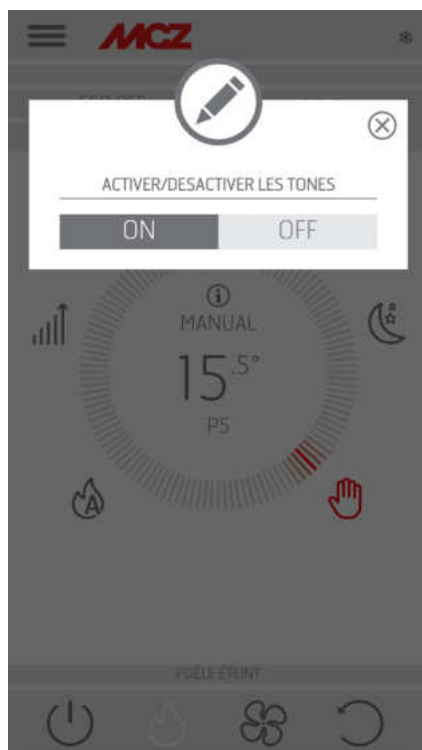 MCZ
ACTIVER/DESACTIVER LES TONES
ON OFF
MANUAL
15.5°
P5
A
POÊLE ÉTEINT